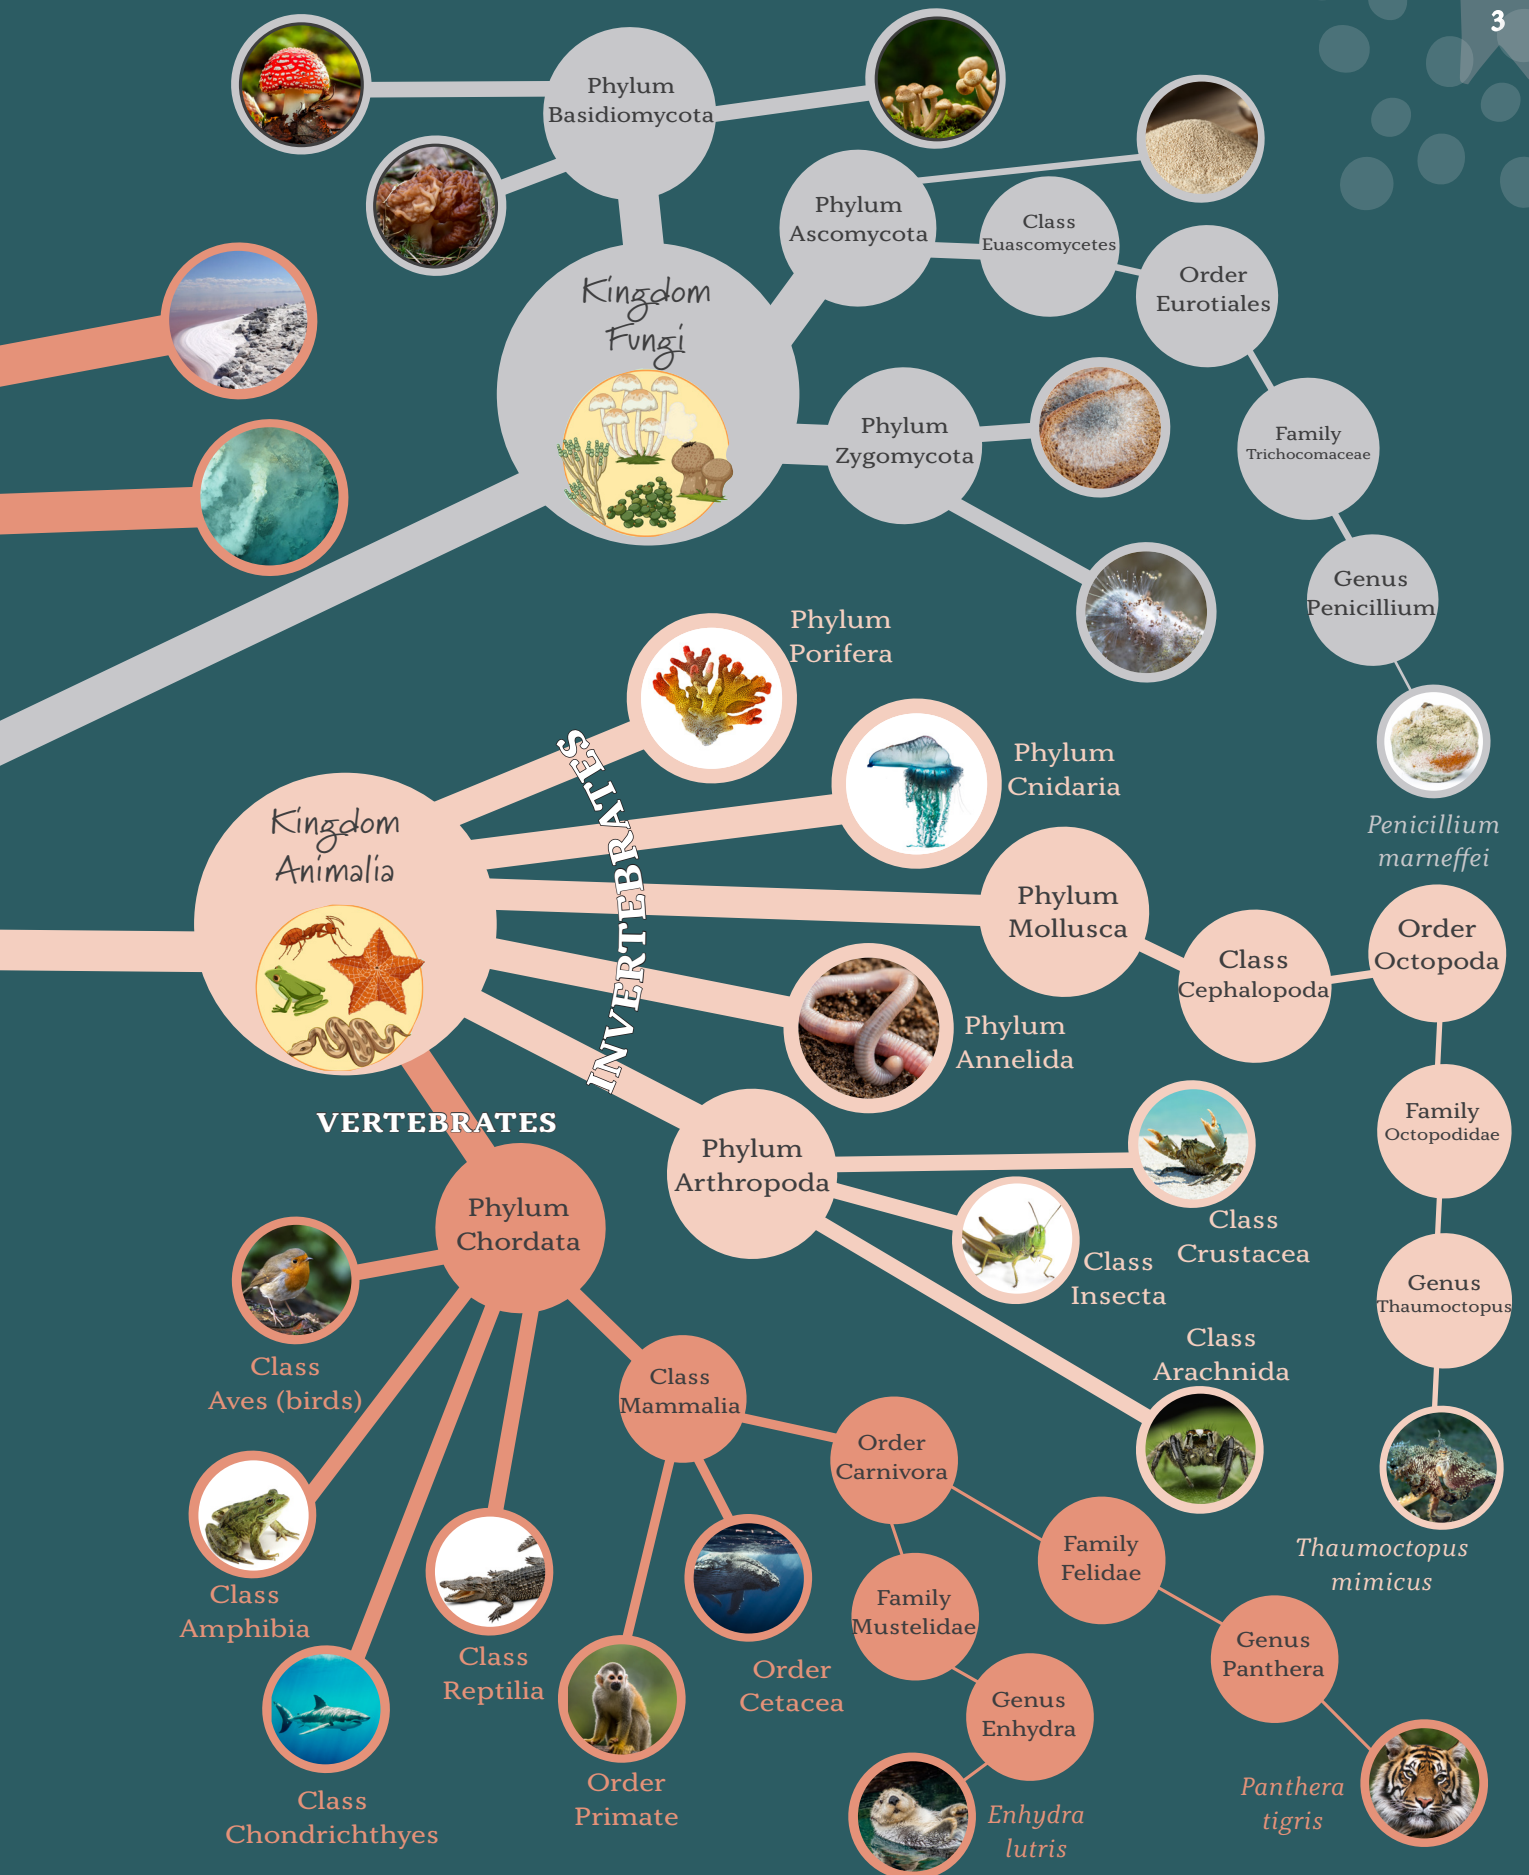 3
Phylum
Basidiomycota
Phylum
Ascomycota
Class
Euascomycetes
Order
Eurotiales
Kingdom
Fungi
Phylum
Zygomycota
Family
Trichocomaceae
Genus
Penicillium
Penicillium
marneffei
Phylum
Porifera
Phylum
Cnidaria
Kingdom
Animalia
INVERTEBRATES
Phylum
Mollusca
Class
Cephalopoda
Order
Octopoda
Phylum
Annelida
Family
Octopodidae
VERTEBRATES
Phylum
Arthropoda
Class
Crustacea
Class
Insecta
Genus
Thaumoctopus
Class
Arachnida
Thaumoctopus
mimicus
Phylum
Chordata
Class
Aves (birds)
Class
Mammalia
Order
Carnivora
Family
Felidae
Class
Amphibia
Class
Reptilia
Family
Mustelidae
Genus
Panthera
Order
Cetacea
Genus
Enhydra
Class
Chondrichthyes
Order
Primate
Enhydra
lutris
Panthera
tigris